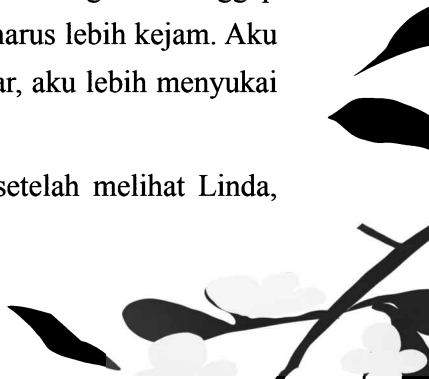 harus lebih kejam. Aku
ar, aku lebih menyukai
setelah melihat Linda,